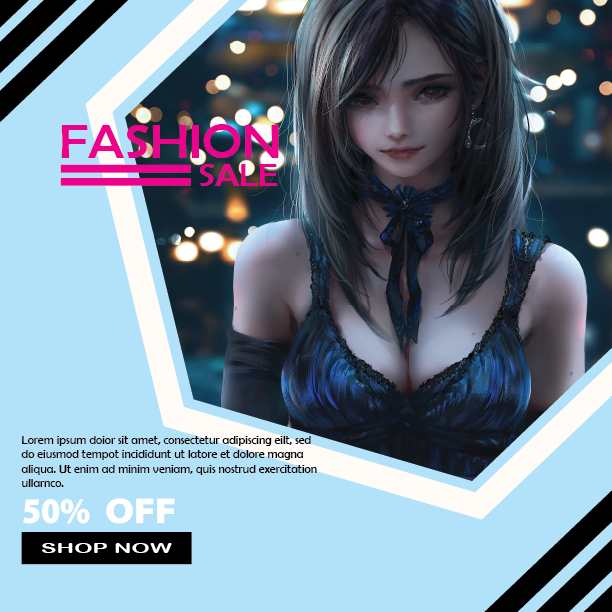 FASHION
SALE
Lorem ipsum doior sit amet, consectetur adipiscing elit, sed
do eiusmod tempot incididunt ut latore et dolore magna
aliqua. Ut enim ad minim veniam, quis nostrud exercitation
ullamco.
50% OFF
SHOP NOW